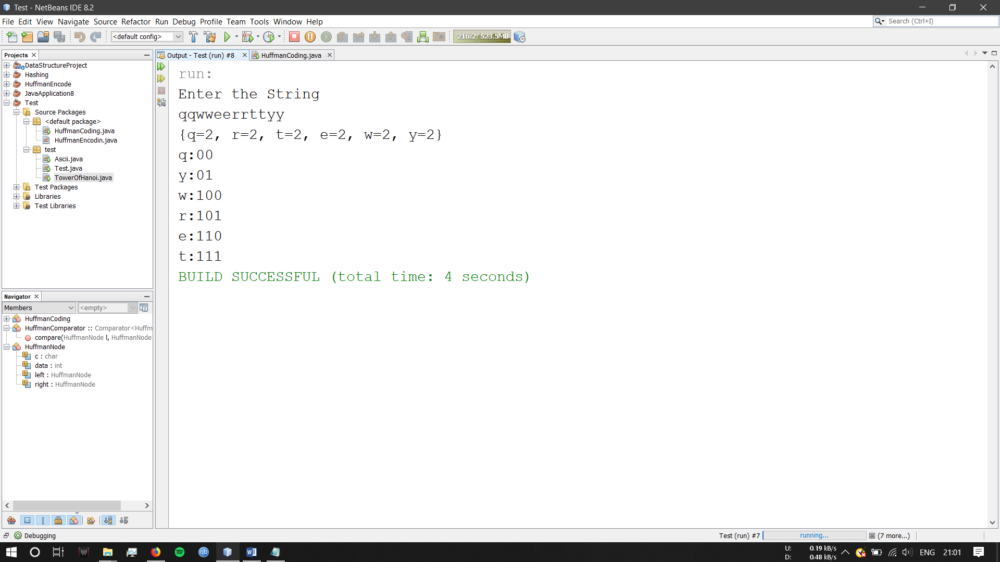 Test - NetBeans IDE 8.2
File Edit View Navigate Source Refactor Run Debug Profile Team Tools Window Help
Search (Ctrl+I)
<default config>
216.2/523.5MB
Projects
Output - Test (run) #8
HuffmanCoding.java
DataStructureProject
Hashing
HuffmanEncode
JavaApplication8
Test
Source Packages
<default package>
HuffmanCoding.java
HuffmanEncodin.java
test
Ascii.java
Test.java
TowerOfHanoi.java
Test Packages
Libraries
Test Libraries
run:
Enter the String
qqwweerrttyy
{q=2, r=2, t=2, e=2, w=2, y=2}
q:00
y:01
w:100
r:101
e:110
t:111
BUILD SUCCESSFUL (total time: 4 seconds)
Navigator
Members
<empty>
HuffmanCoding
HuffmanComparator :: Comparator<Huffm
compare(HuffmanNode l, HuffmanNode
HuffmanNode
c : char
data : int
left : HuffmanNode
right : HuffmanNode
Debugging
Test (run) #7
running...
(7 more...)
U: 0.19 kB/s
D: 0.48 kB/s
ENG
21:01